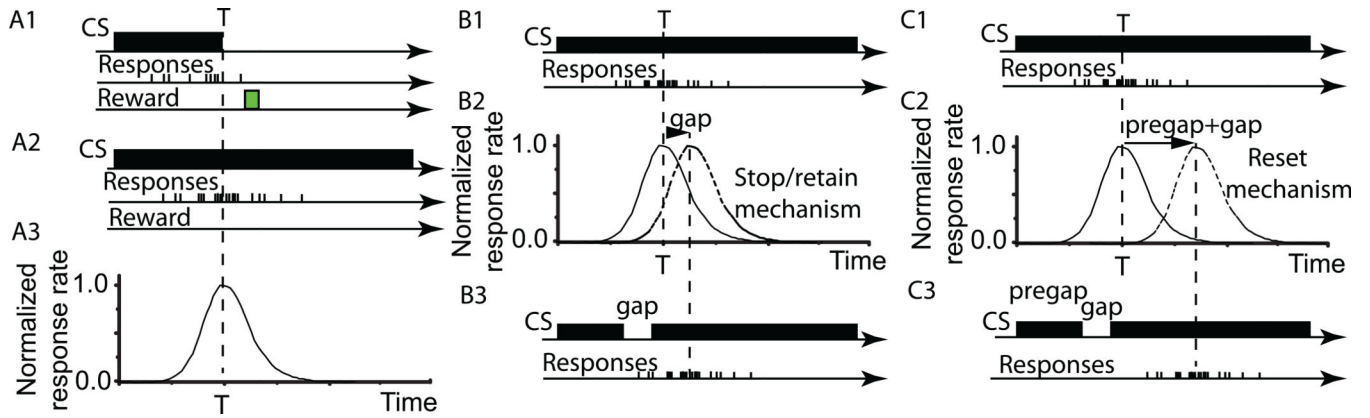 A1
T
CS
Responses
Reward
A2
CS
Responses
Reward
A3
Normalized
response rate
1.0
0.0
T
Time
B1
T
CS
Responses
B2
gap
Normalized
response rate
1.0
0.0
Stop/retain
mechanism
T
Time
B3
gap
CS
Responses
C1
T
CS
Responses
C2
pregap+gap
Normalized
response rate
1.0
0.0
Reset
mechanism
T
Time
C3
pregap
gap
CS
Responses